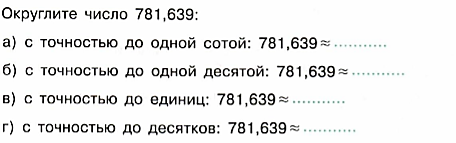 Округлите число 781,639:
а) с точностью до одной сотой: 781,639 ≈ ............
б) с точностью до одной десятой: 781,639 ≈ ............
в) с точностью до единиц: 781,639 ≈ ............
г) с точностью до десятков: 781,639 ≈ ............